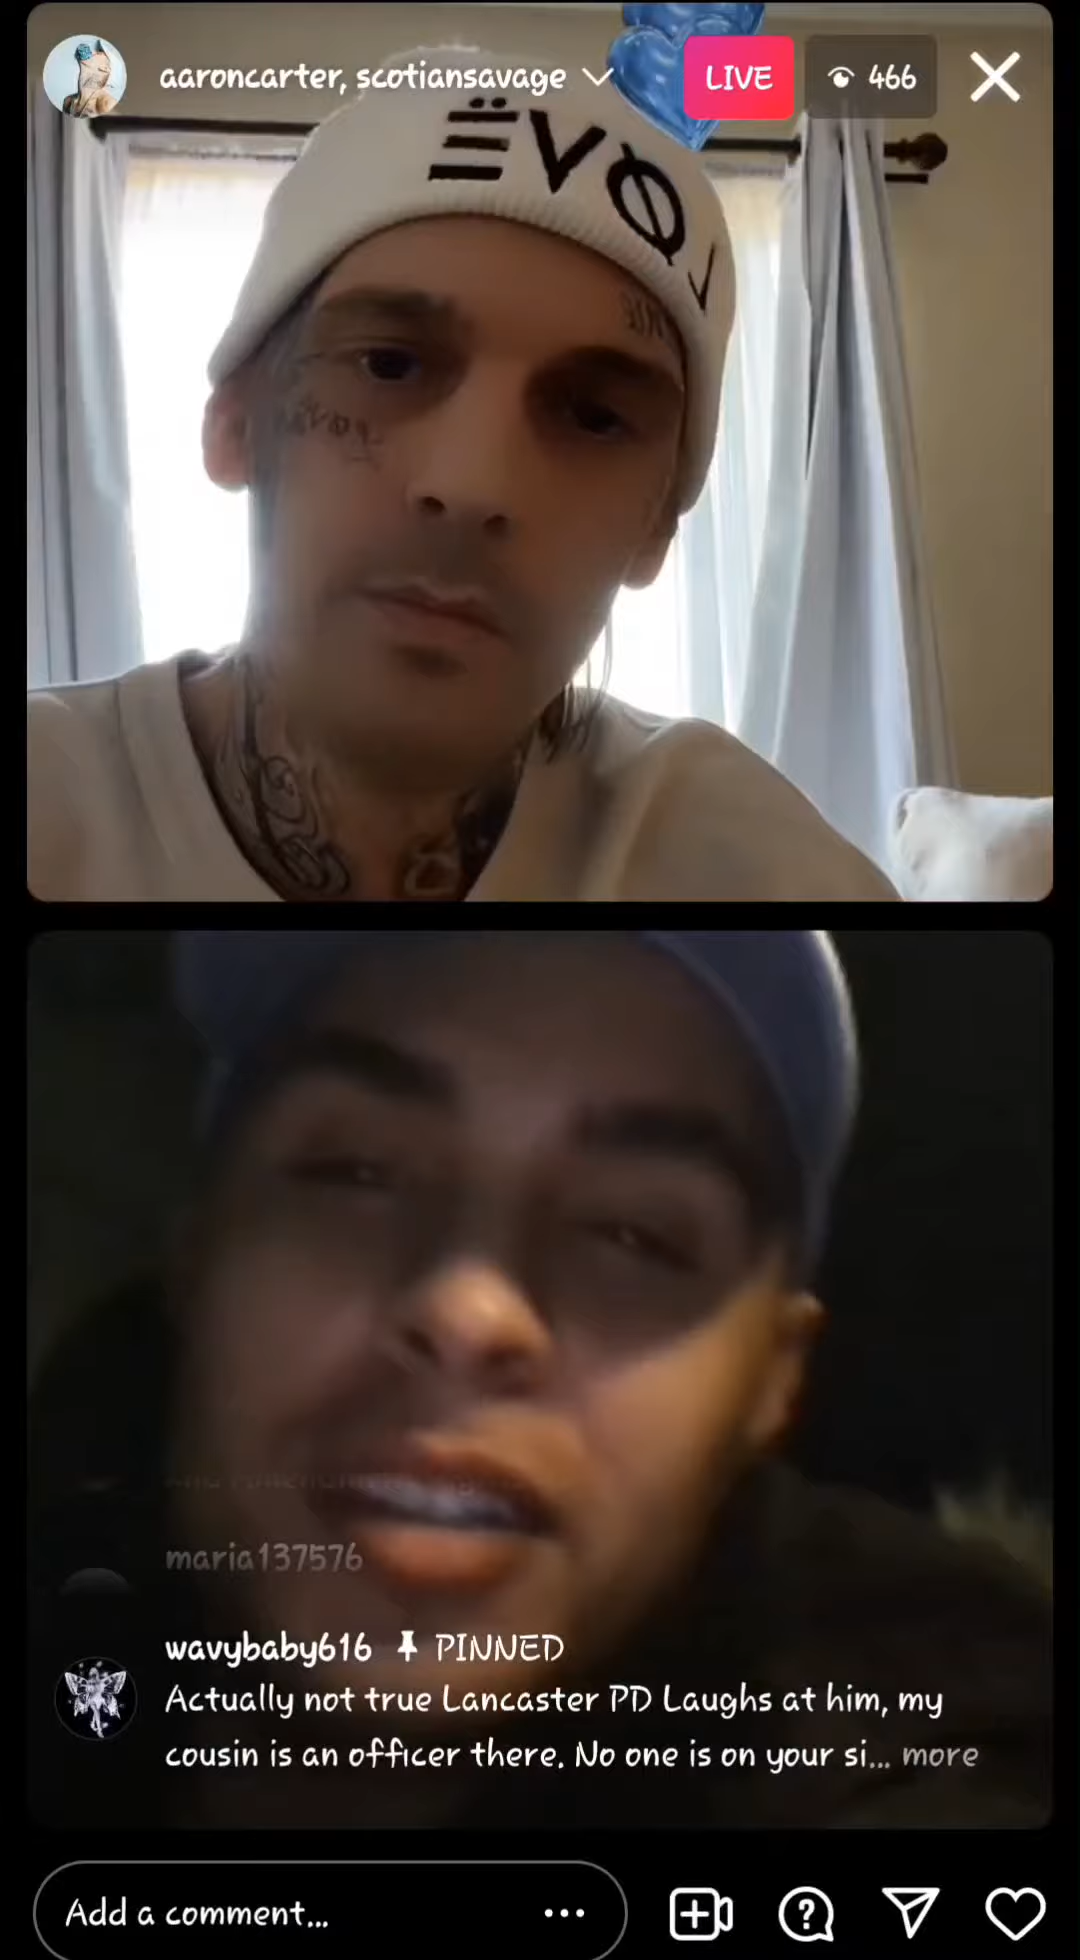 aaroncarter, scotiansavage
LIVE
466
ËVØ
maria137576
wavybaby616 PINNED
Actually not true Lancaster PD Laughs at him, my
cousin is an officer there. No one is on your si... more
Add a comment...